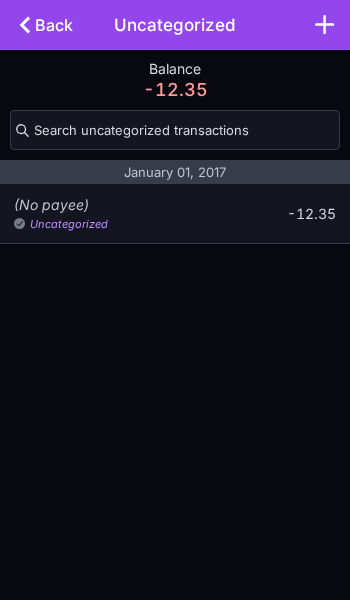 Back
Uncategorized
Balance
-12.35
Search uncategorized transactions
January 01, 2017
(No payee)
-12.35
Uncategorized